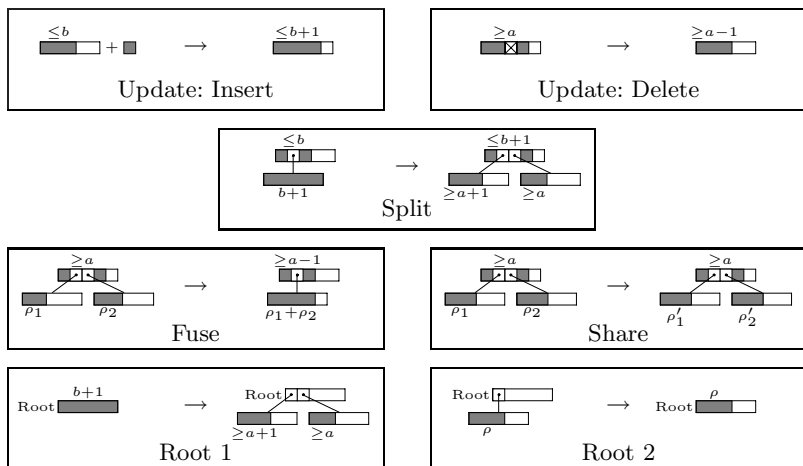 ≤b ≤b+1
+ →
Update: Insert
≥a ≥a−1
→
Update: Delete
≤b ≤b+1
→
b+1 ≥a+1 ≥a
Split
≥a ≥a−1
→
ρ1 ρ2 ρ1+ρ2
Fuse
≥a ≥a
→
ρ1 ρ2 ρ′1 ρ′2
Share
b+1
Root → Root
≥a+1 ≥a
Root 1
Root ρ
→ Root
ρ
Root 2